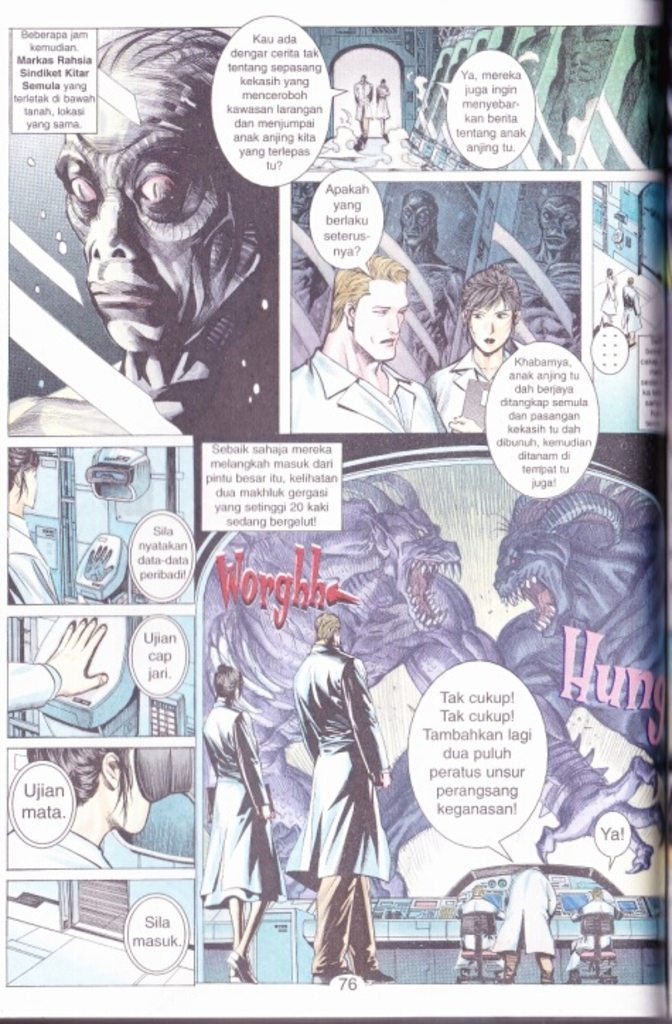 Beberapa jam
kemudian.
Markas Rahsia
Sindiket Kitar
Semula yang
terletak di bawah
tanah, lokasi
yang sama.
Kau ada
dengar cerita tak
tentang sepasang
kekasih yang
menceroboh
kawasan larangan
dan menjumpai
anak anjing kita
yang terlepas
tu?
Ya, mereka
juga ingin
menyebar-
kan berita
tentang anak
anjing tu.
Apakah
yang
berlaku
seterus-
nya?
Khabarnya,
anak anjing tu
dah berjaya
ditangkap semula
dan pasangan
kekasih tu dah
dibunuh, kemudian
ditanam di
tempat tu
juga!
Sila
nyatakan
data-data
peribadi!
Ujian
cap
jari.
Ujian
mata.
Sila
masuk.
Sebaik sahaja mereka
melangkah masuk dari
pintu besar itu, kelihatan
dua makhluk gergasi
yang setinggi 20 kaki
sedang bergelut!
Worghh
Hung
Tak cukup!
Tak cukup!
Tambahkan lagi
dua puluh
peratus unsur
perangsang
keganasan!
Ya!
76